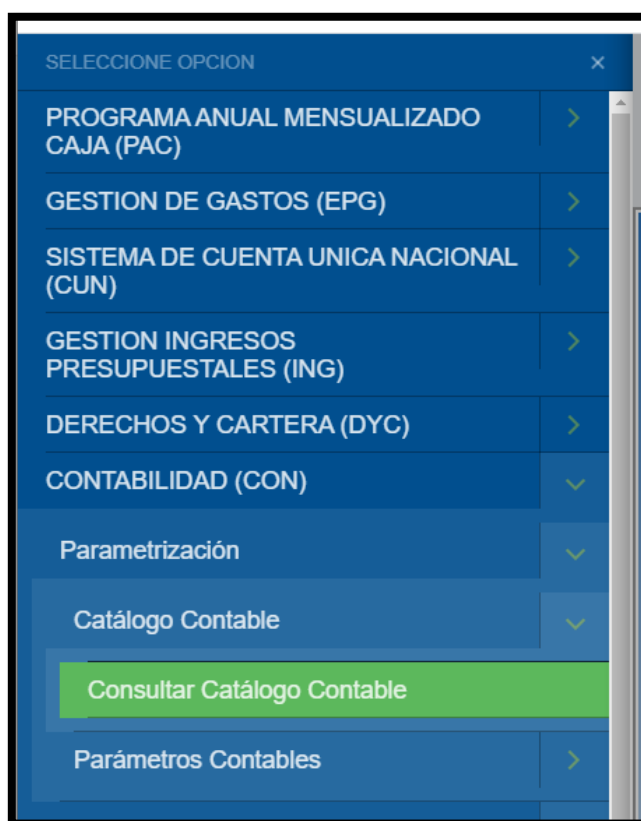 SELECCIONE OPCION ×
PROGRAMA ANUAL MENSUALIZADO
CAJA (PAC)
GESTION DE GASTOS (EPG)
SISTEMA DE CUENTA UNICA NACIONAL
(CUN)
GESTION INGRESOS
PRESUPUESTALES (ING)
DERECHOS Y CARTERA (DYC)
CONTABILIDAD (CON)
Parametrización
Catálogo Contable
Consultar Catálogo Contable
Parámetros Contables